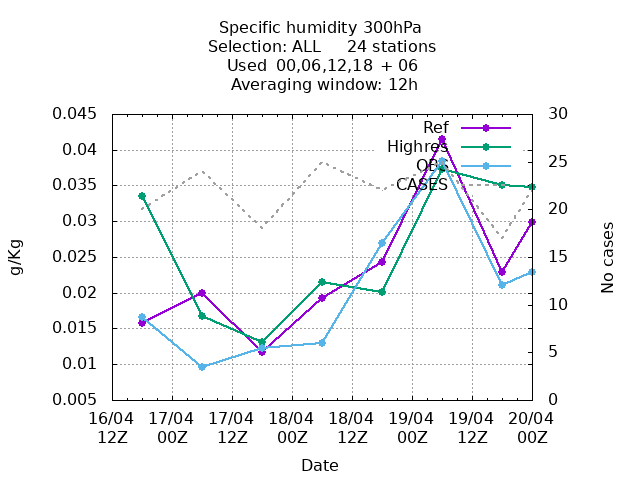 Specific humidity 300hPa
Selection: ALL 24 stations
Used 00,06,12,18 + 06
Averaging window: 12h
Ref
Highres
OBS
CASES
0.045
0.04
0.035
0.03
0.025
0.02
0.015
0.01
0.005
g/Kg
30
25
20
15
10
5
0
No cases
16/04 17/04 17/04 18/04 18/04 19/04 19/04 20/04
12Z 00Z 12Z 00Z 12Z 00Z 12Z 00Z
Date